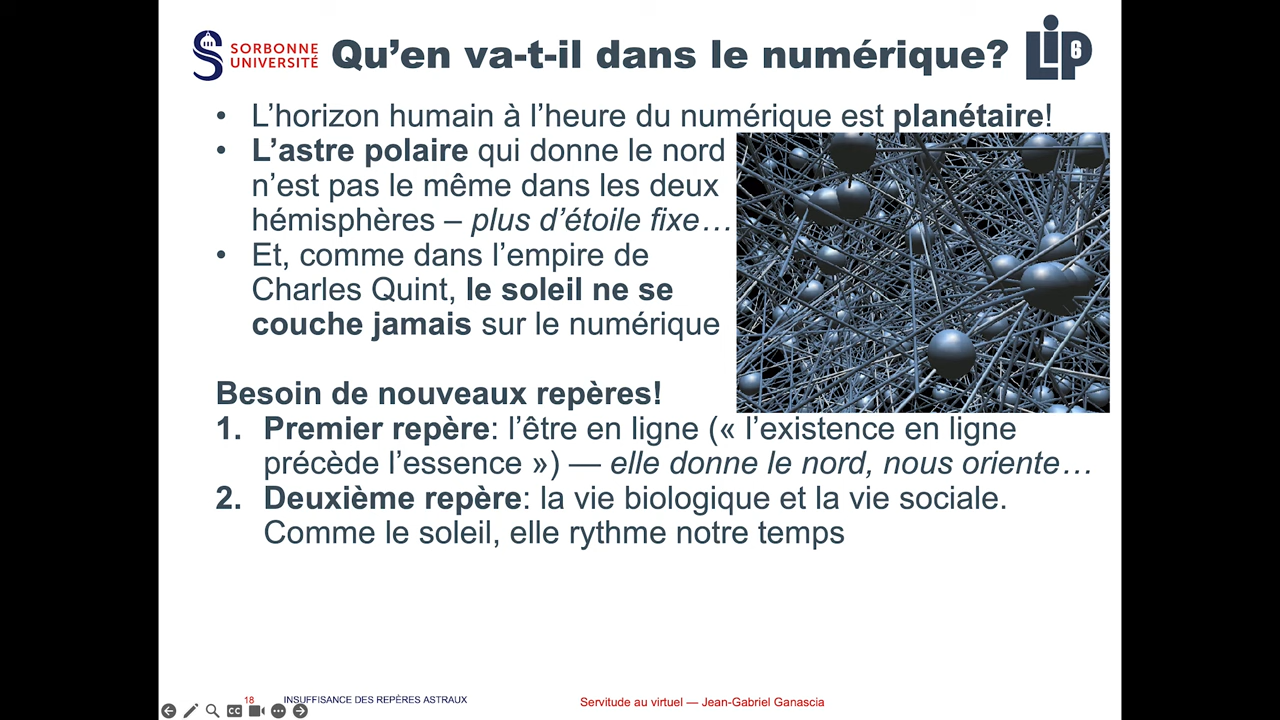 SORBONNE
UNIVERSITÉ
Qu’en va-t-il dans le numérique?
LIP6
• L’horizon humain à l’heure du numérique est planétaire!
• L’astre polaire qui donne le nord
n’est pas le même dans les deux
hémisphères – plus d’étoile fixe…
• Et, comme dans l’empire de
Charles Quint, le soleil ne se
couche jamais sur le numérique
Besoin de nouveaux repères!
1. Premier repère: l’être en ligne (« l’existence en ligne
précède l’essence ») — elle donne le nord, nous oriente…
2. Deuxième repère: la vie biologique et la vie sociale.
Comme le soleil, elle rythme notre temps
18
INSUFFISANCE DES REPÈRES ASTRAUX
Servitude au virtuel — Jean-Gabriel Ganascia
CC